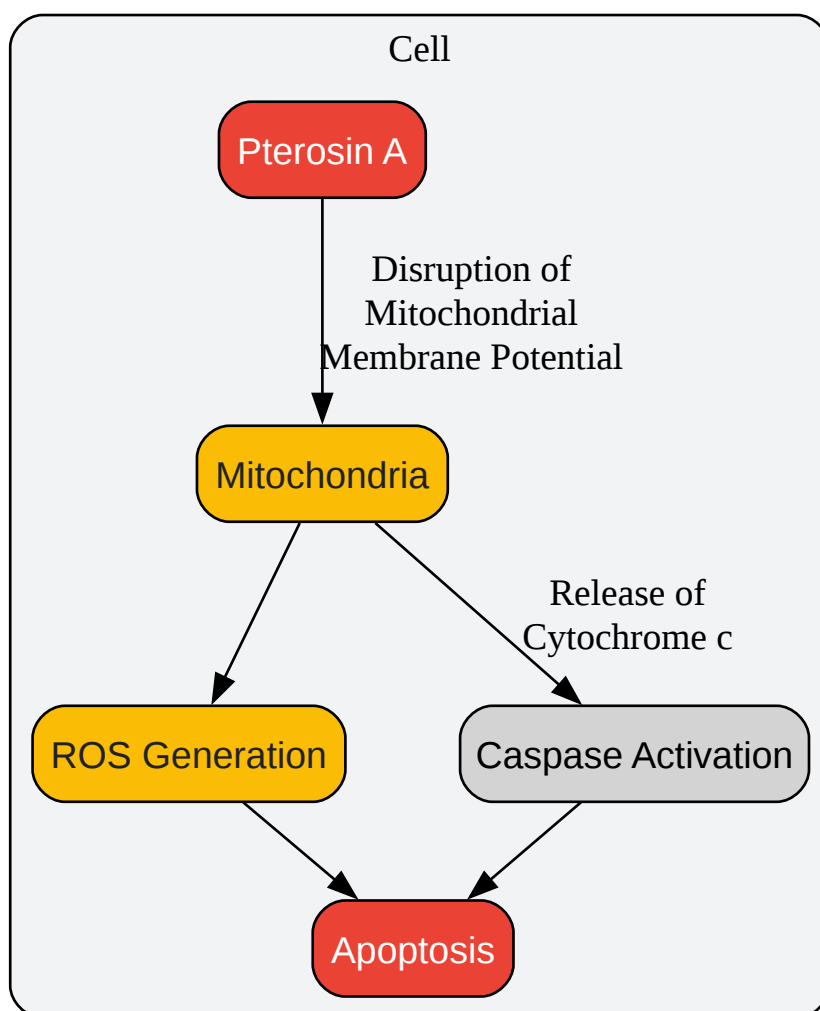 Cell
Pterosin A
Disruption of
Mitochondrial
Membrane Potential
Mitochondria
Release of
Cytochrome c
ROS Generation
Caspase Activation
Apoptosis